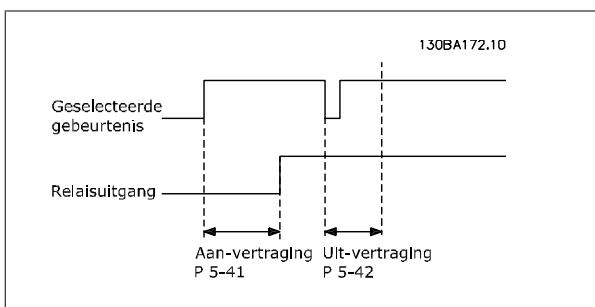 130BA172.10
Geselecteerde
gebeurtenis
Relaisuitgang
Aan-vertraging
P 5-41
Uit-vertraging
P 5-42